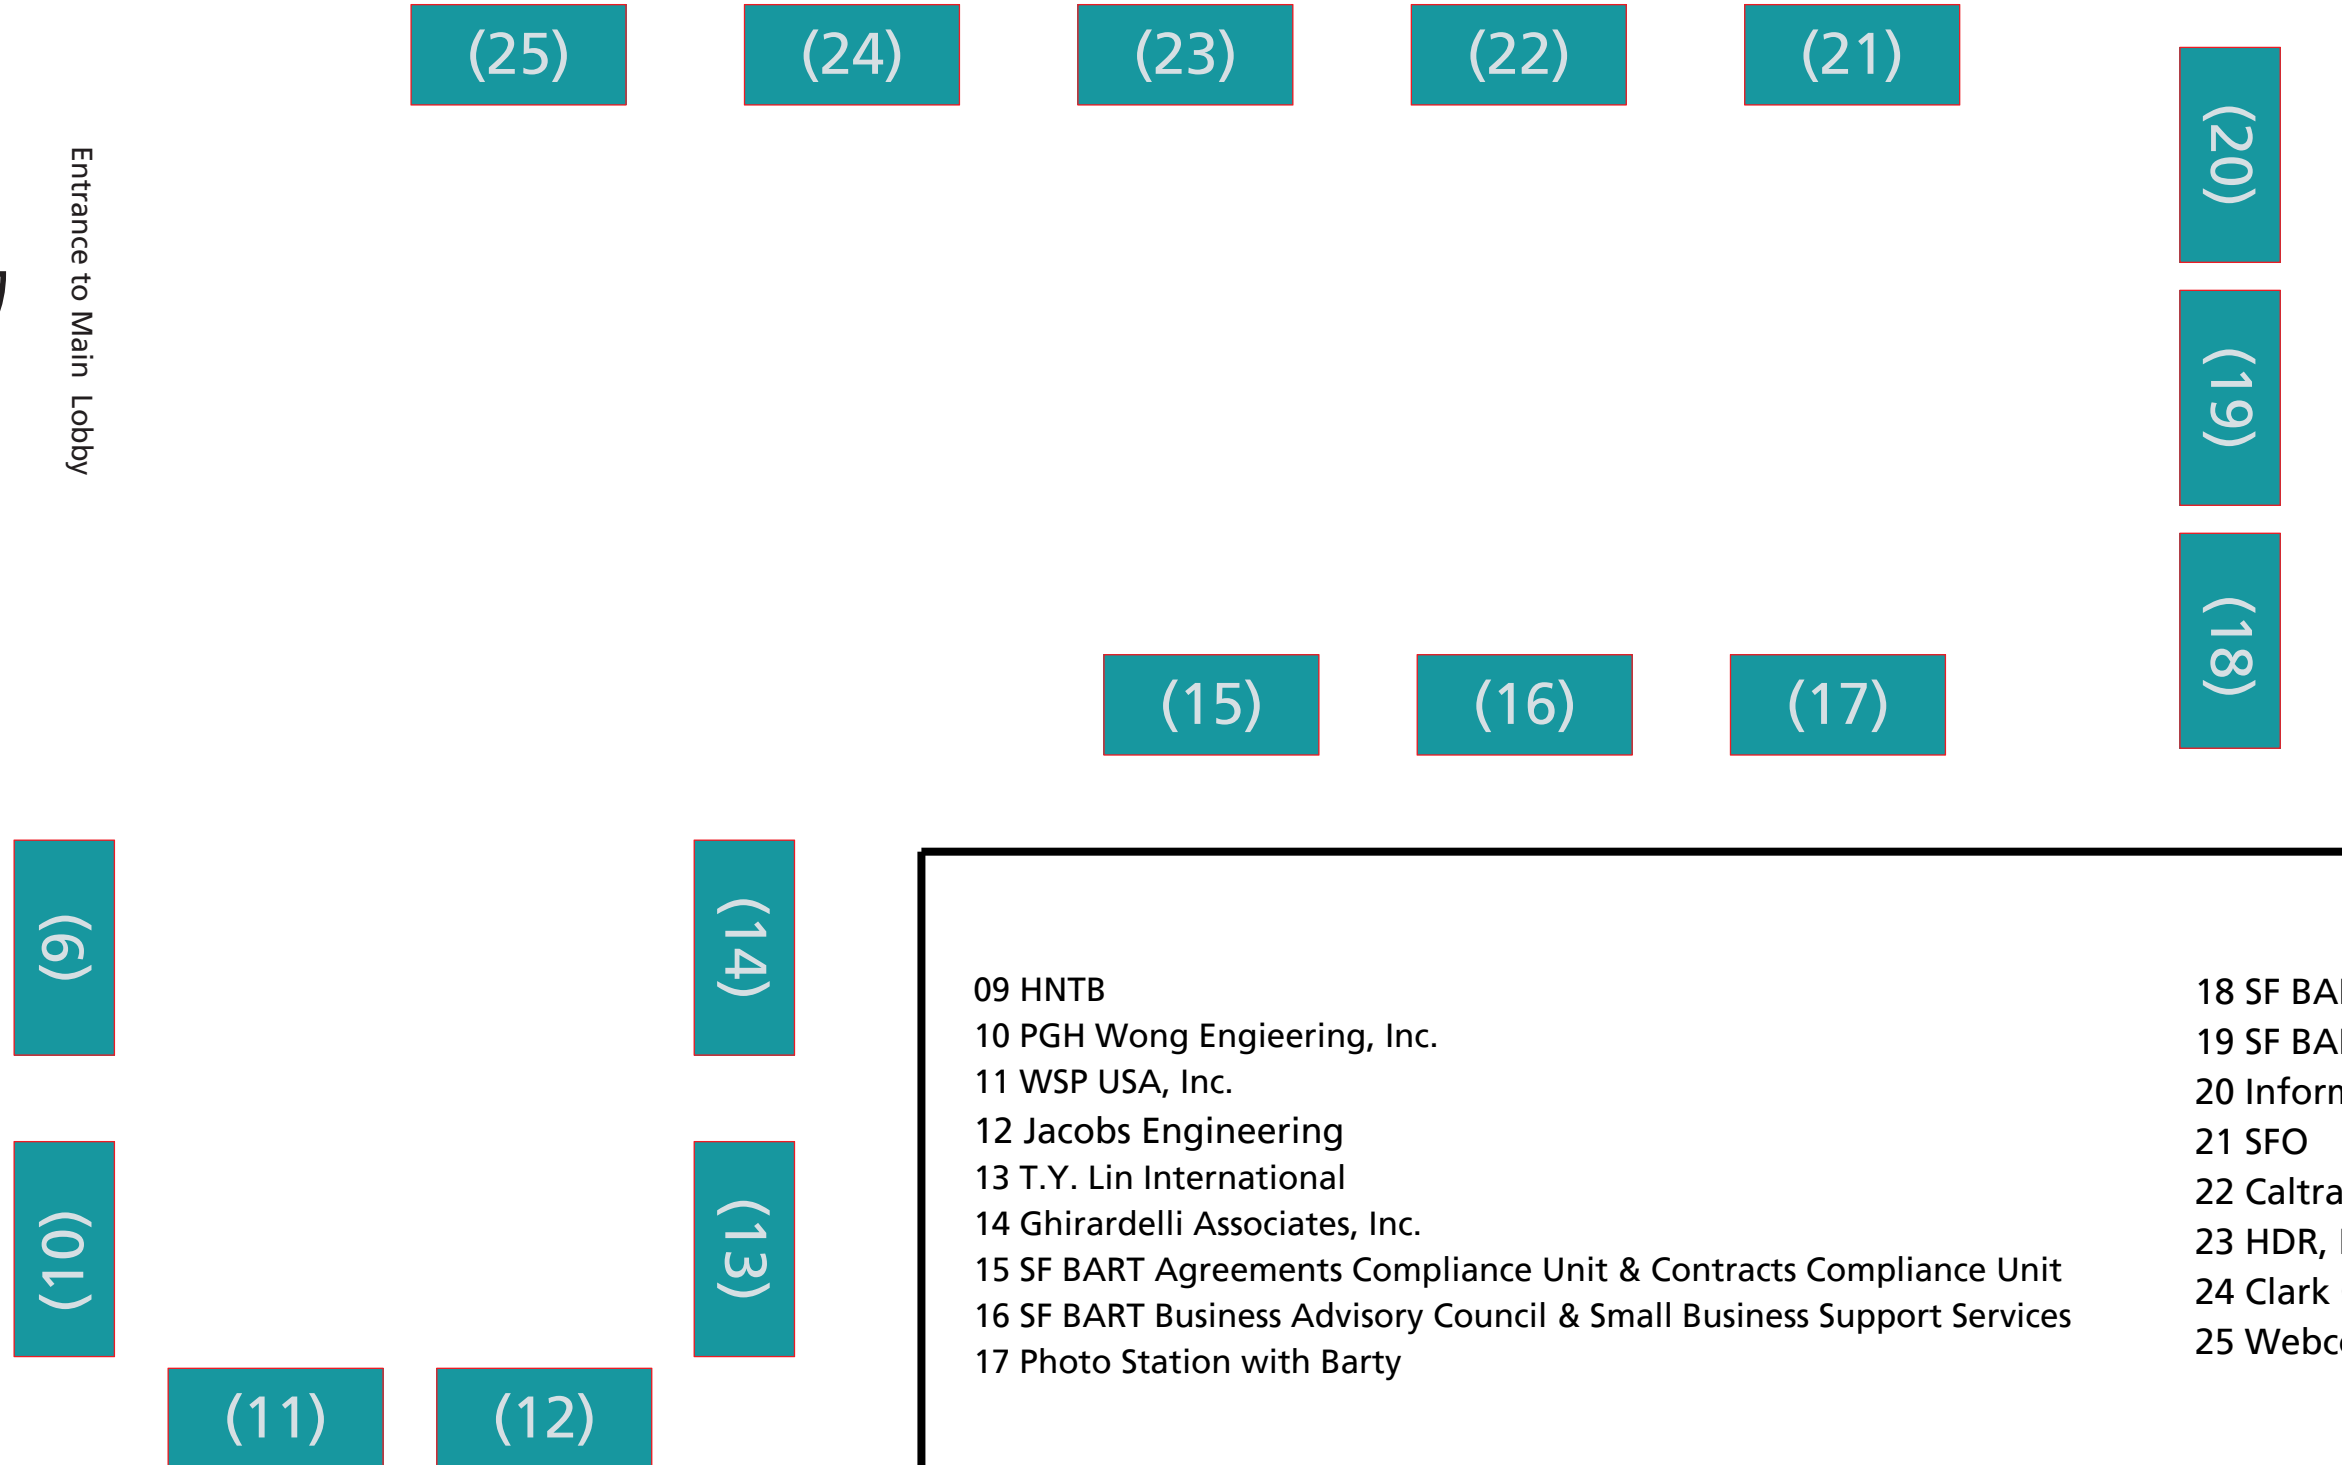 (25)
(24)
(23)
(22)
(21)
(20)
Entrance to Main Lobby
(19)
(18)
(15)
(16)
(17)
(9)
(14)
(10)
(13)
(11)
(12)
09 HNTB
10 PGH Wong Engieering, Inc.
11 WSP USA, Inc.
12 Jacobs Engineering
13 T.Y. Lin International
14 Ghirardelli Associates, Inc.
15 SF BART Agreements Compliance Unit & Contracts Compliance Unit
16 SF BART Business Advisory Council & Small Business Support Services
17 Photo Station with Barty
18 SF
19 SF
20
21 SFO
22
23 HDR,
24 Clark
25